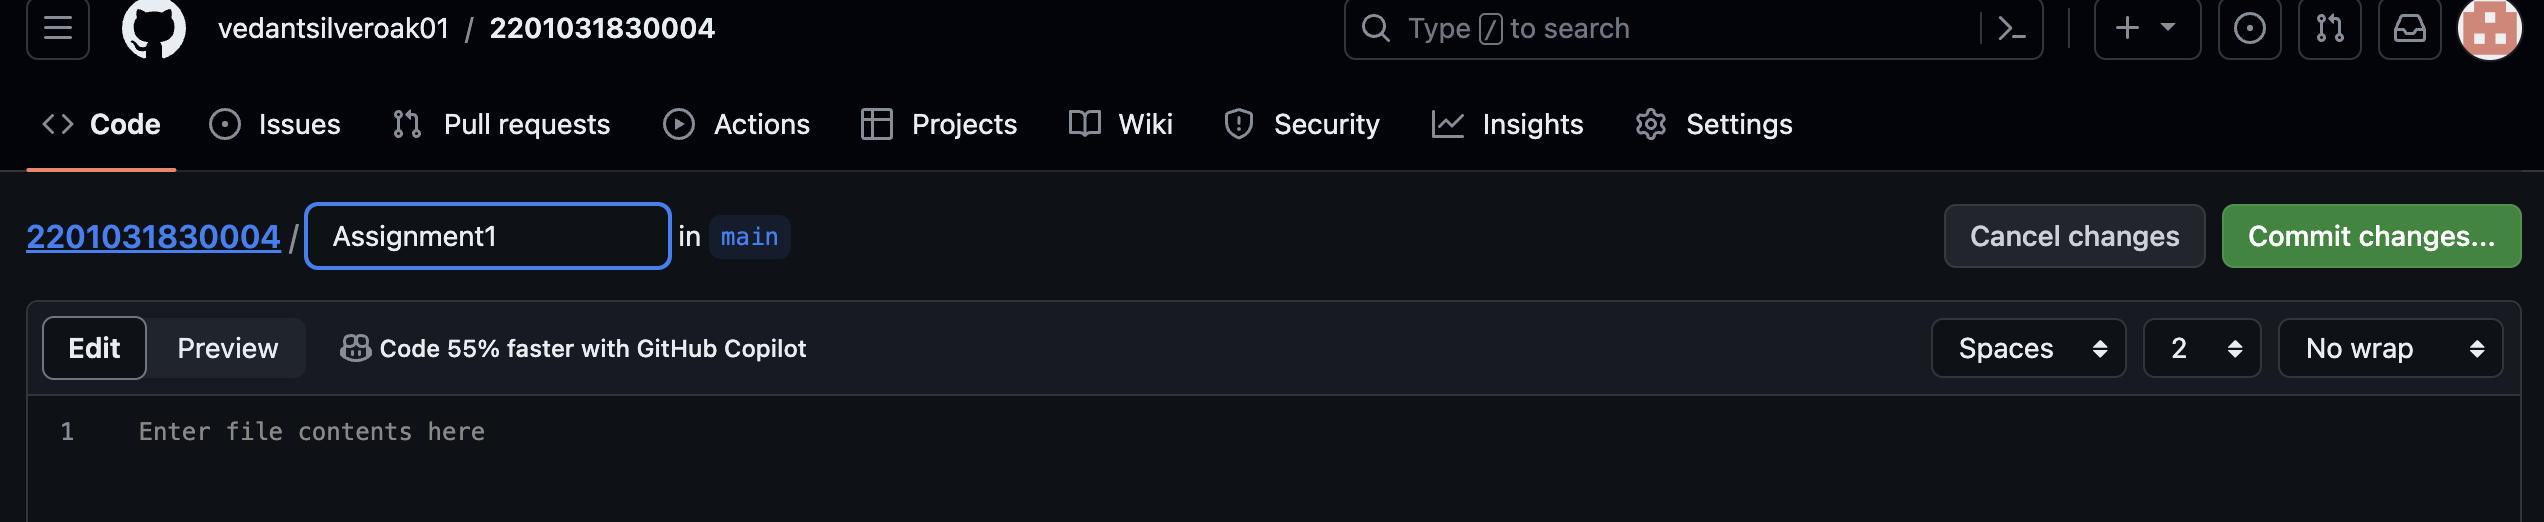 vedantsilveroak01 / 2201031830004 Type / to search
Code Issues Pull requests Actions Projects Wiki Security Insights Settings
2201031830004 / Assignment1 in main Cancel changes Commit changes...
Edit Preview Code 55% faster with GitHub Copilot Spaces 2 No wrap
1 Enter file contents here